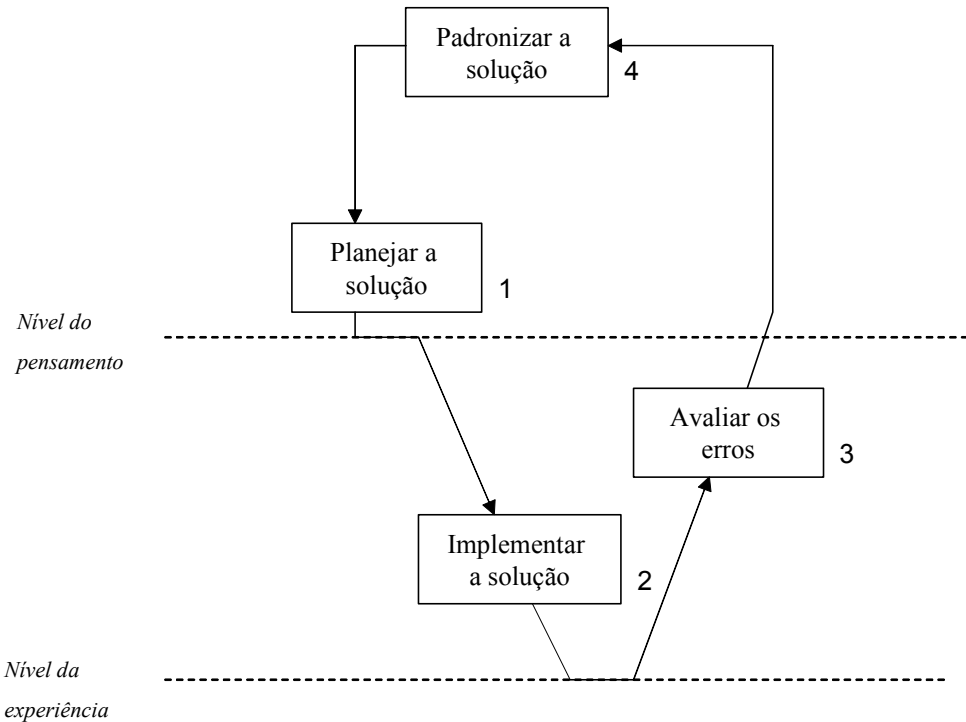 Padronizar a
solução
4
Planejar a
solução
1
Nível do
pensamento
Avaliar os
erros
3
Implementar
a solução
2
Nível da
experiência